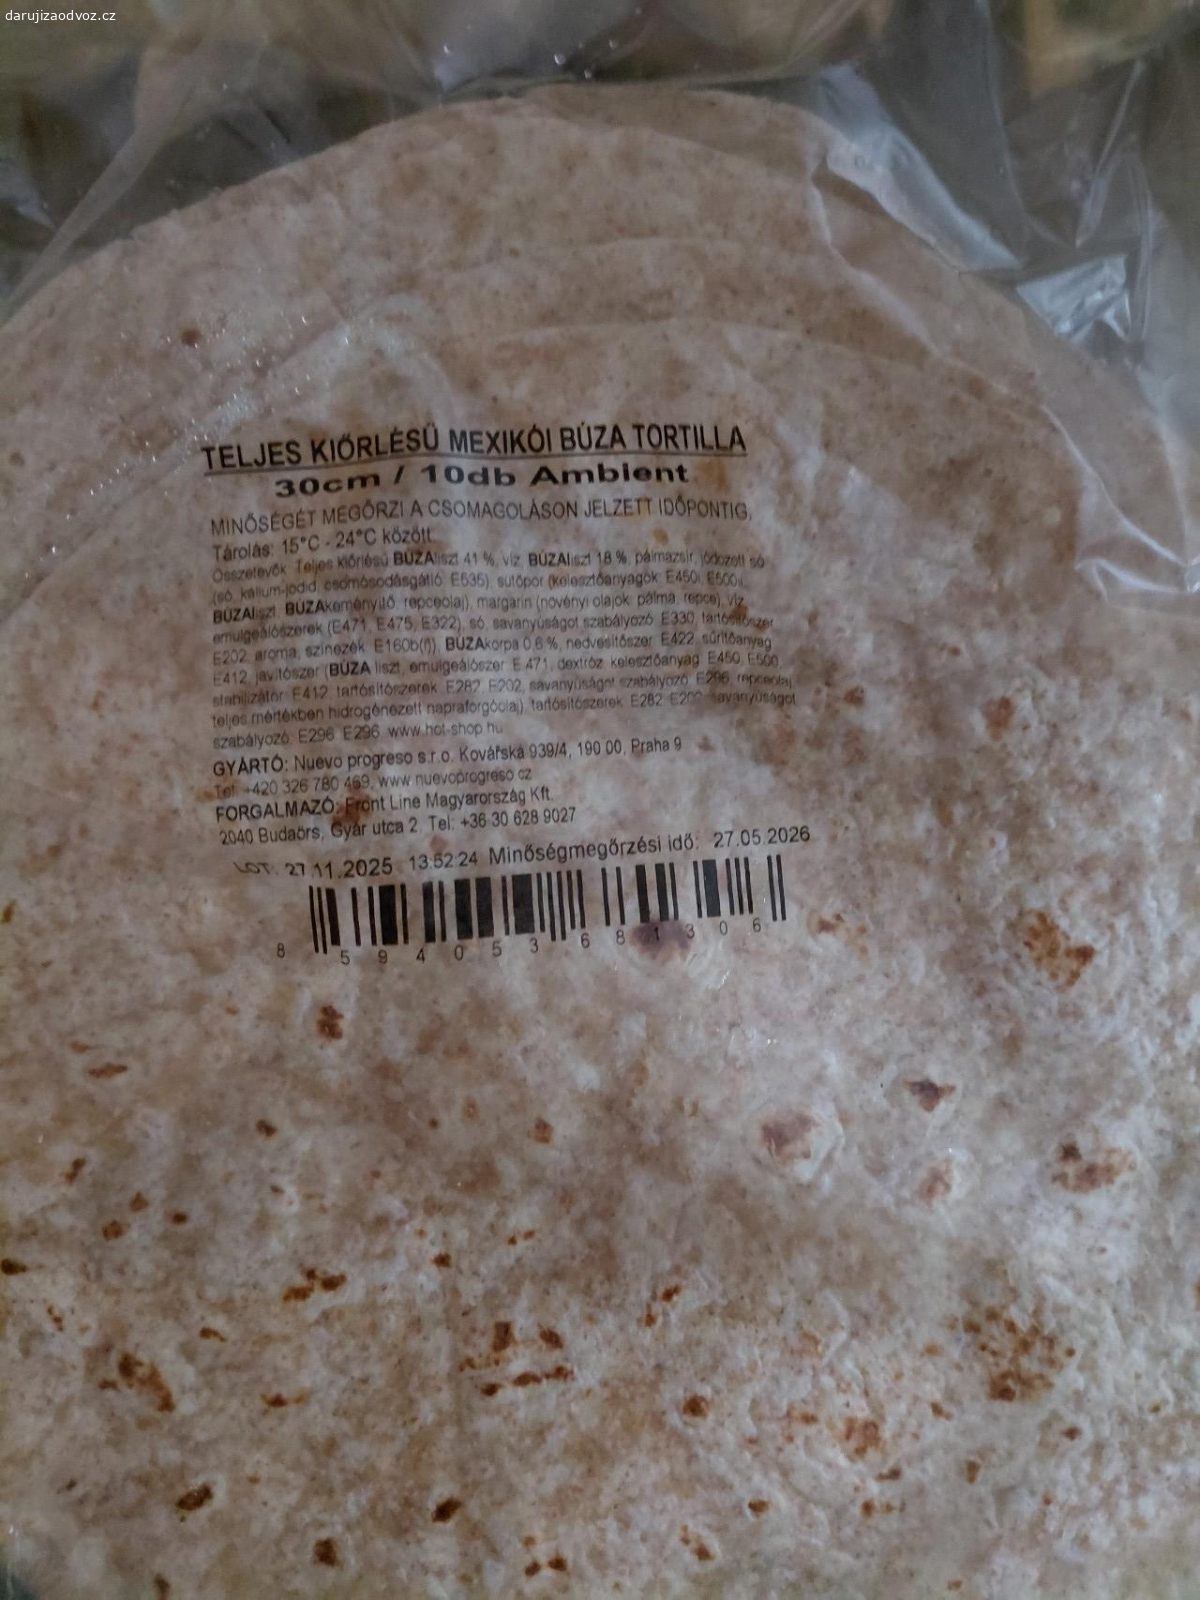 darujizaodvoz.cz
TELJES KIŐRLÉSŰ MEXIKÓI BÚZA TORTILLA
30cm / 10db Ambient
MINŐSÉGÉT MEGŐRZI A CSOMAGOLÁSON JELZETT IDŐPONTIG,
Tárolás: 15°C - 24°C között.
Összetevők: Teljes kiőrlésű BÚZAliszt 41 %, víz, BÚZAliszt 18 %, pálmazsír, jódozott só
(só, kálium-jodid, csomósodásgátló: E535), sütőpor (kelesztőanyagok: E450i, E500i,
BÚZAliszt, BÚZAkeményítő, repceolaj), margarin (növényi olajok: pálma, repce), víz,
emulgeálószerek (E471, E475, E322), só, savanyúságot szabályozó: E330, tartósítószer
E202, aroma, színezék: E160b(i)), BÚZAkorpa 0,6 %, nedvesítőszer: E422, sűrítőanyag
E412, javítószer (BÚZA liszt, emulgeálószer: E 471, dextróz, kelesztőanyag: E450, E500,
stabilizátor: E412, tartósítószerek: E282, E202, savanyúságot szabályozó: E296, repceolaj,
teljes mértékben hidrogénezett napraforgóolaj), tartósítószerek: E282, E200, savanyúságot
szabályozó: E296 E296. www.hot-shop.hu
GYÁRTÓ: Nuevo progreso s.r.o. Kovářská 939/4, 190 00, Praha 9
Tel: +420 326 780 469, www.nuevoprogreso.cz
FORGALMAZÓ: Front Line Magyarország Kft.
2040 Budaörs, Gyár utca 2. Tel: +36 30 628 9027
LOT: 27.11.2025 13:52:24 Minőségmegőrzési idő: 27.05.2026
8 594053 681306